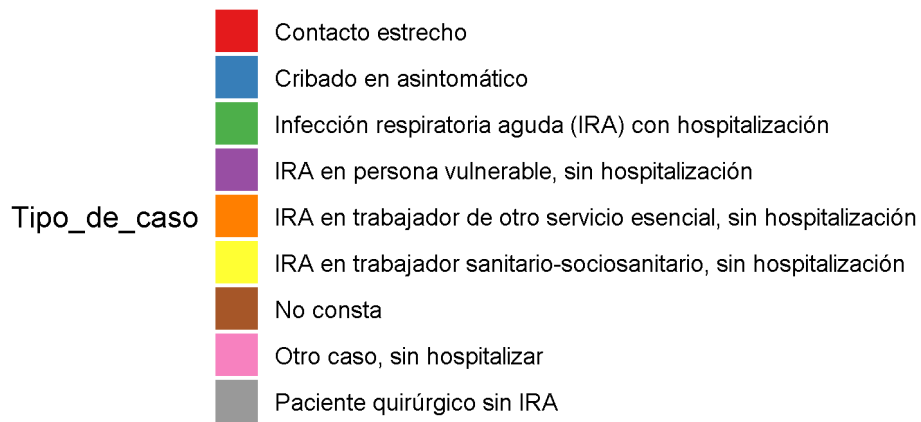 Contacto estrecho
Cribado en asintomático
Infección respiratoria aguda (IRA) con hospitalización
IRA en persona vulnerable, sin hospitalización
Tipo_de_caso
IRA en trabajador de otro servicio esencial, sin hospitalización
IRA en trabajador sanitario-sociosanitario, sin hospitalización
No consta
Otro caso, sin hospitalizar
Paciente quirúrgico sin IRA